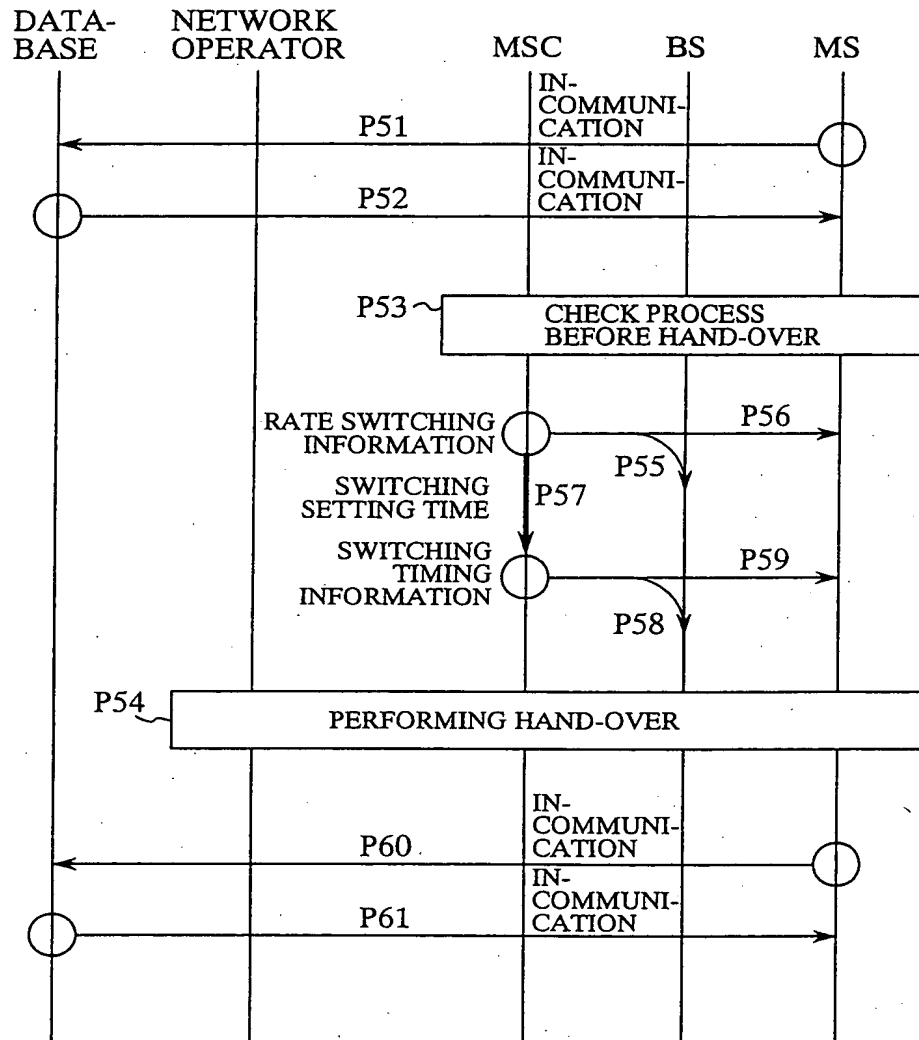 DATA-
BASE
NETWORK
OPERATOR
MSC
BS
MS
IN-
COMMUNI-
CATION
P51
IN-
COMMUNI-
CATION
P52
P53
CHECK PROCESS
BEFORE HAND-OVER
RATE SWITCHING
INFORMATION
P56
P55
SWITCHING
SETTING TIME
P57
SWITCHING
TIMING
INFORMATION
P59
P58
P54
PERFORMING HAND-OVER
IN-
COMMUNI-
CATION
P60
IN-
COMMUNI-
CATION
P61